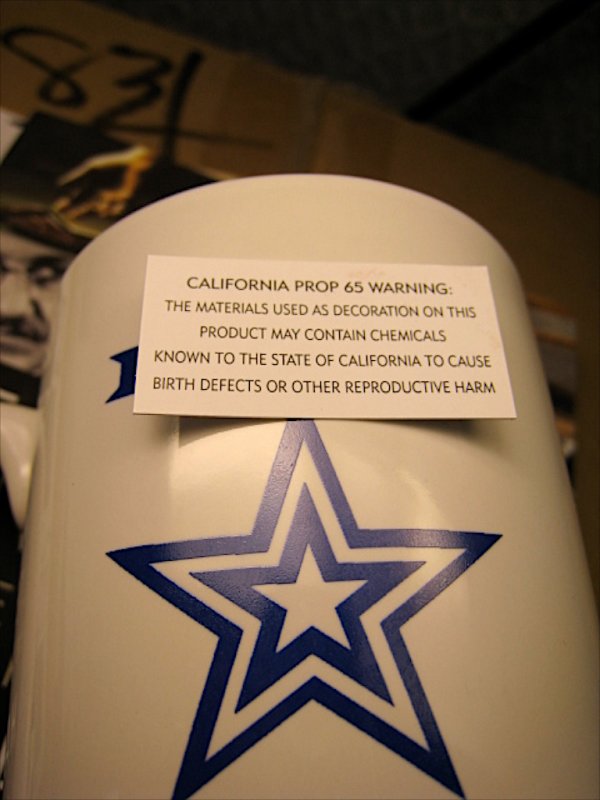 834
CALIFORNIA PROP 65 WARNING:
THE MATERIALS USED AS DECORATION ON THIS
PRODUCT MAY CONTAIN CHEMICALS
KNOWN TO THE STATE OF CALIFORNIA TO CAUSE
BIRTH DEFECTS OR OTHER REPRODUCTIVE HARM